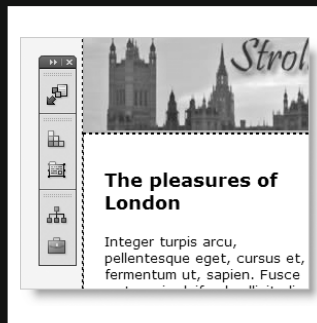 Strol
The pleasures of
London
Integer turpis arcu,
pellentesque eget, cursus et,
fermentum ut, sapien. Fusce